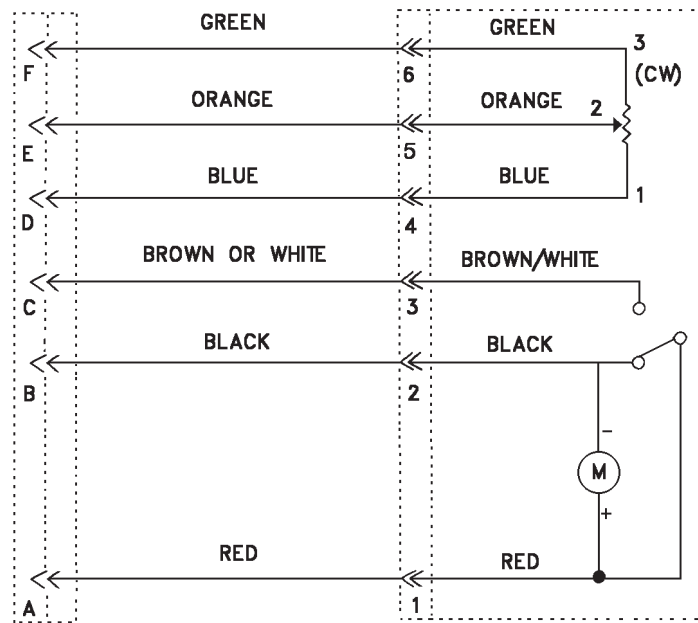 GREEN GREEN 3
F 6 (CW)
ORANGE ORANGE 2
E 5
BLUE BLUE 1
D 4
BROWN OR WHITE BROWN/WHITE
C 3
BLACK BLACK
B 2
-
M
+
RED RED
A 1